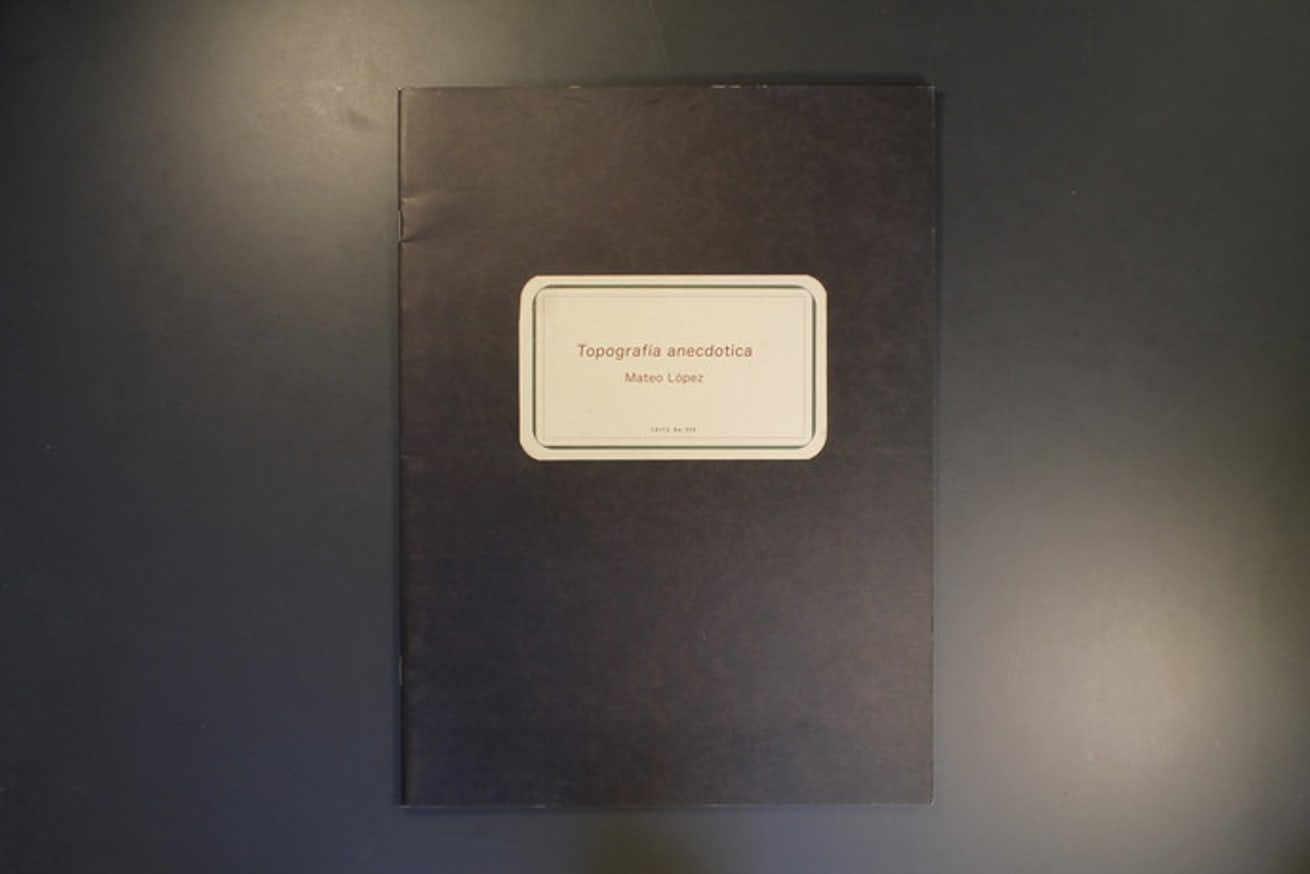 Topografía anecdotica
Mateo López